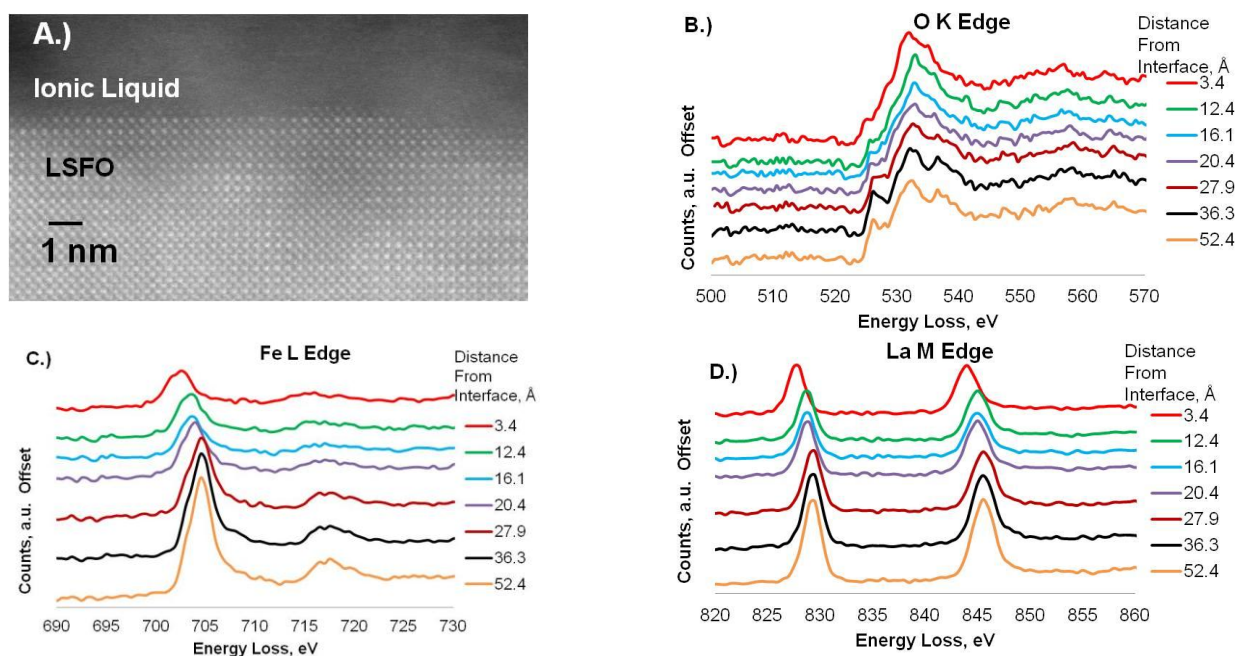 A.)
Ionic Liquid
LSFO
1 nm
B.)
O K Edge
Distance
From
Interface, Å
3.4
12.4
16.1
20.4
27.9
36.3
52.4
Counts, a.u. Offset
500 510 520 530 540 550 560 570
Energy Loss, eV
C.)
Fe L Edge
Distance
From
Interface, Å
3.4
12.4
16.1
20.4
27.9
36.3
52.4
Counts, a.u. Offset
690 695 700 705 710 715 720 725 730
Energy Loss, eV
D.)
La M Edge
Distance
From
Interface, Å
3.4
12.4
16.1
20.4
27.9
36.3
52.4
Counts, a.u. Offset
820 825 830 835 840 845 850 855 860
Energy Loss, eV